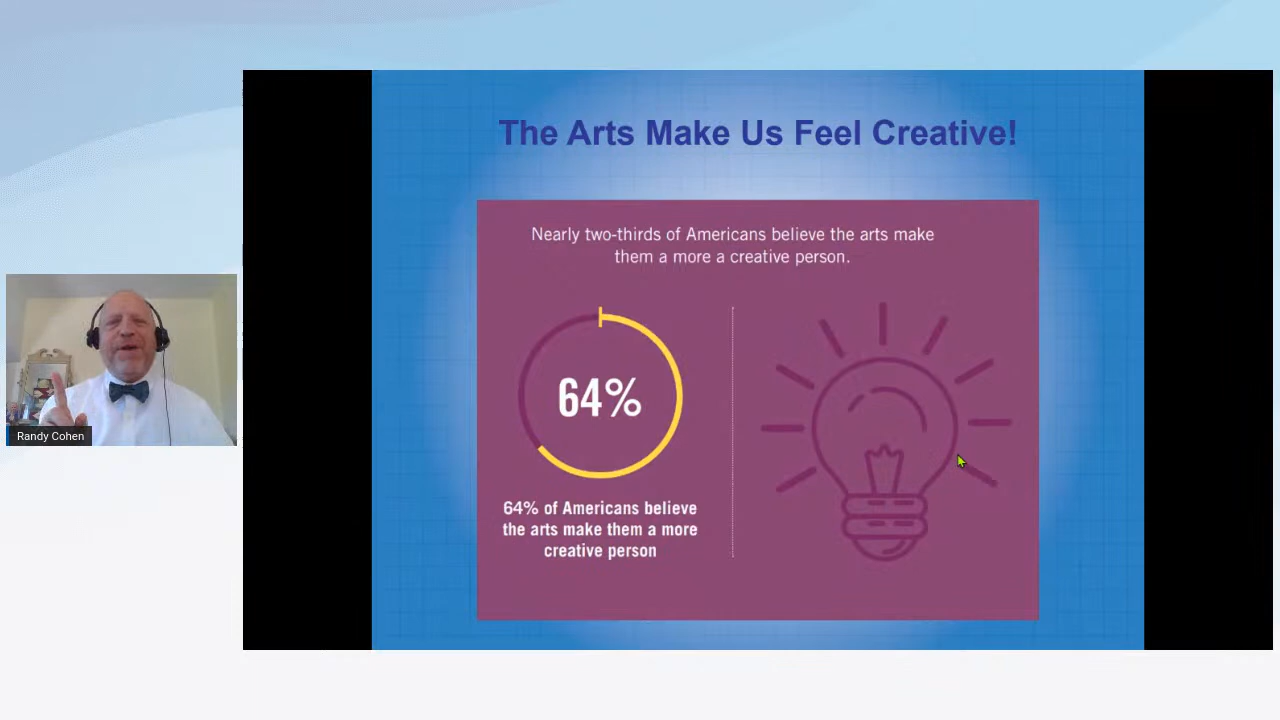 The Arts Make Us Feel Creative!
Nearly two-thirds of Americans believe the arts make
them a more a creative person.
64%
64% of Americans believe
the arts make them a more
creative person
Randy Cohen